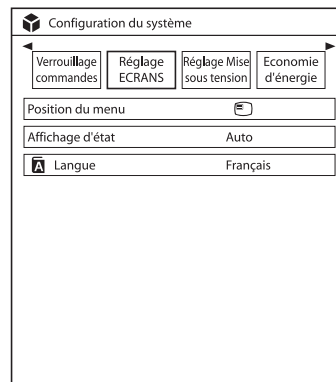 Configuration du système
Verrouillage commandes
Réglage ECRANS
Réglage Mise sous tension
Economie d'énergie
Position du menu
Affichage d'état Auto
A Langue Français